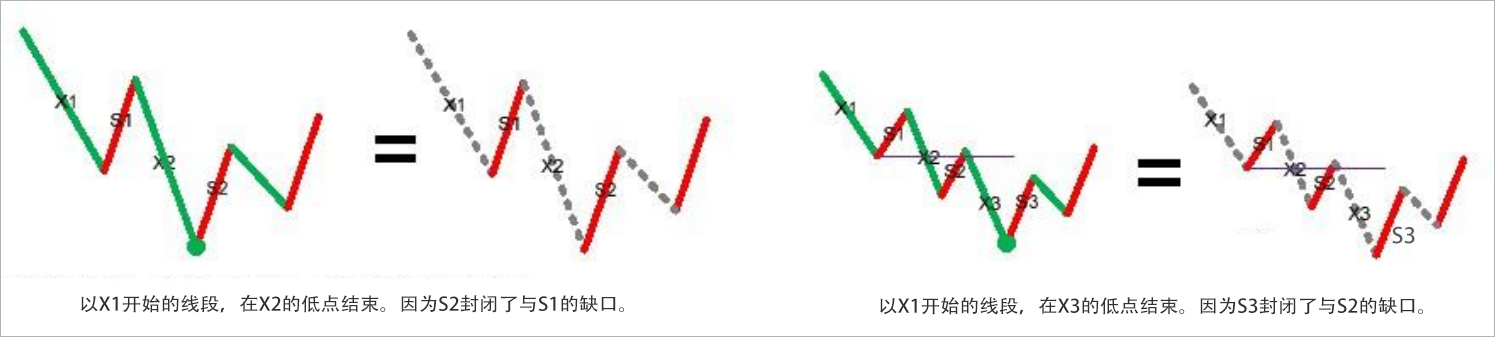 X1
S1
X2
S2
=
X1
S1
X2
S2
以X1开始的线段，在X2的低点结束。因为S2封闭了与S1的缺口。
X1
S1
X2
S2
X3
S3
=
X1
S1
X2
S2
X3
S3
以X1开始的线段，在X3的低点结束。因为S3封闭了与S2的缺口。